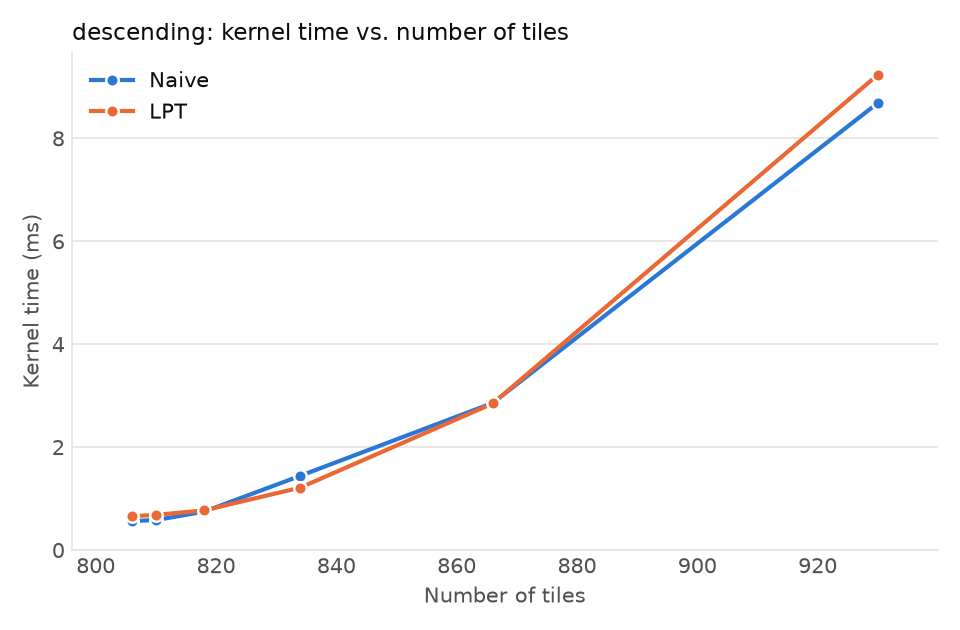 descending: kernel time vs. number of tiles
Naive
LPT
8
6
4
2
0
Kernel time (ms)
800 820 840 860 880 900 920
Number of tiles